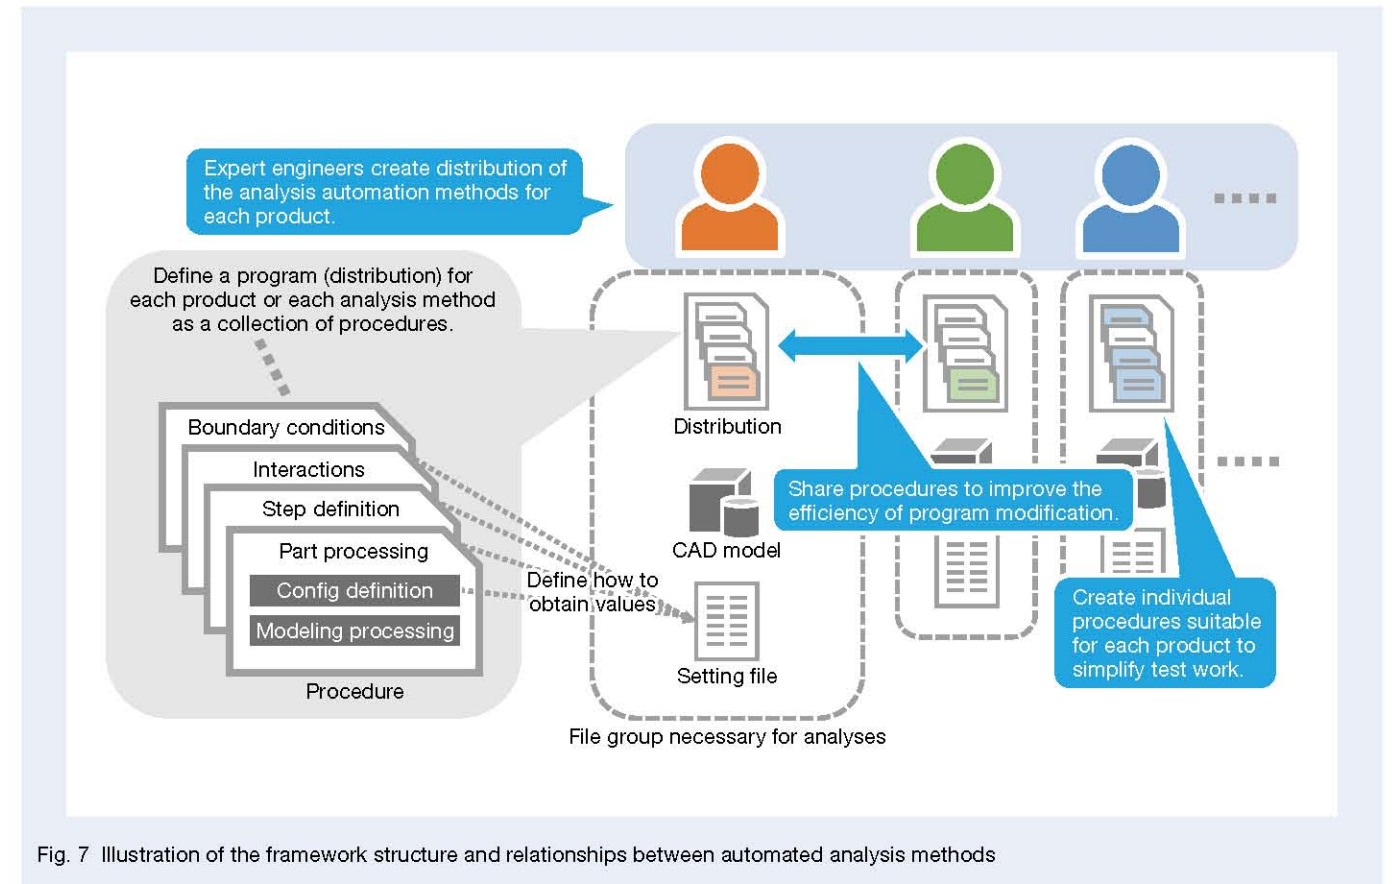 Expert engineers create distribution of
the analysis automation methods for
each product.
Define a program (distribution) for
each product or each analysis method
as a collection of procedures.
Boundary conditions
Interactions
Step definition
Part processing
Config definition
Modeling processing
Procedure
Define how to
obtain values
Distribution
CAD model
Setting file
File group necessary for analyses
Share procedures to improve the
efficiency of program modification.
Create individual
procedures suitable
for each product to
simplify test work.
Fig. 7 Illustration of the framework structure and relationships between automated analysis methods